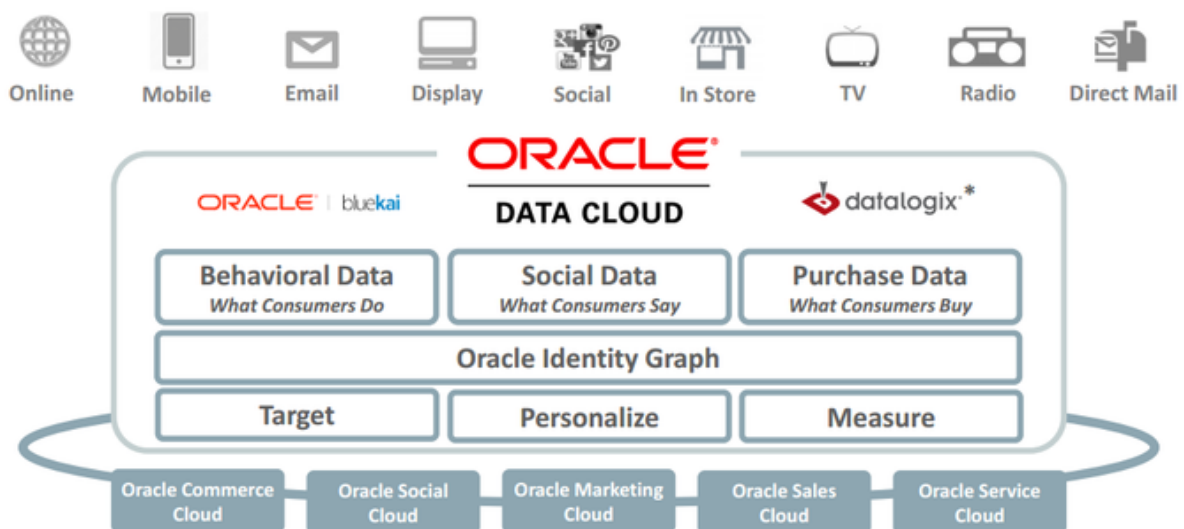 Online Mobile Email Display Social In Store TV Radio Direct Mail
ORACLE®
ORACLE® | bluekai
DATA CLOUD
datalogix*
Behavioral Data Social Data Purchase Data
What Consumers Do What Consumers Say What Consumers Buy
Oracle Identity Graph
Target Personalize Measure
Oracle Commerce Cloud
Oracle Social Cloud
Oracle Marketing Cloud
Oracle Sales Cloud
Oracle Service Cloud